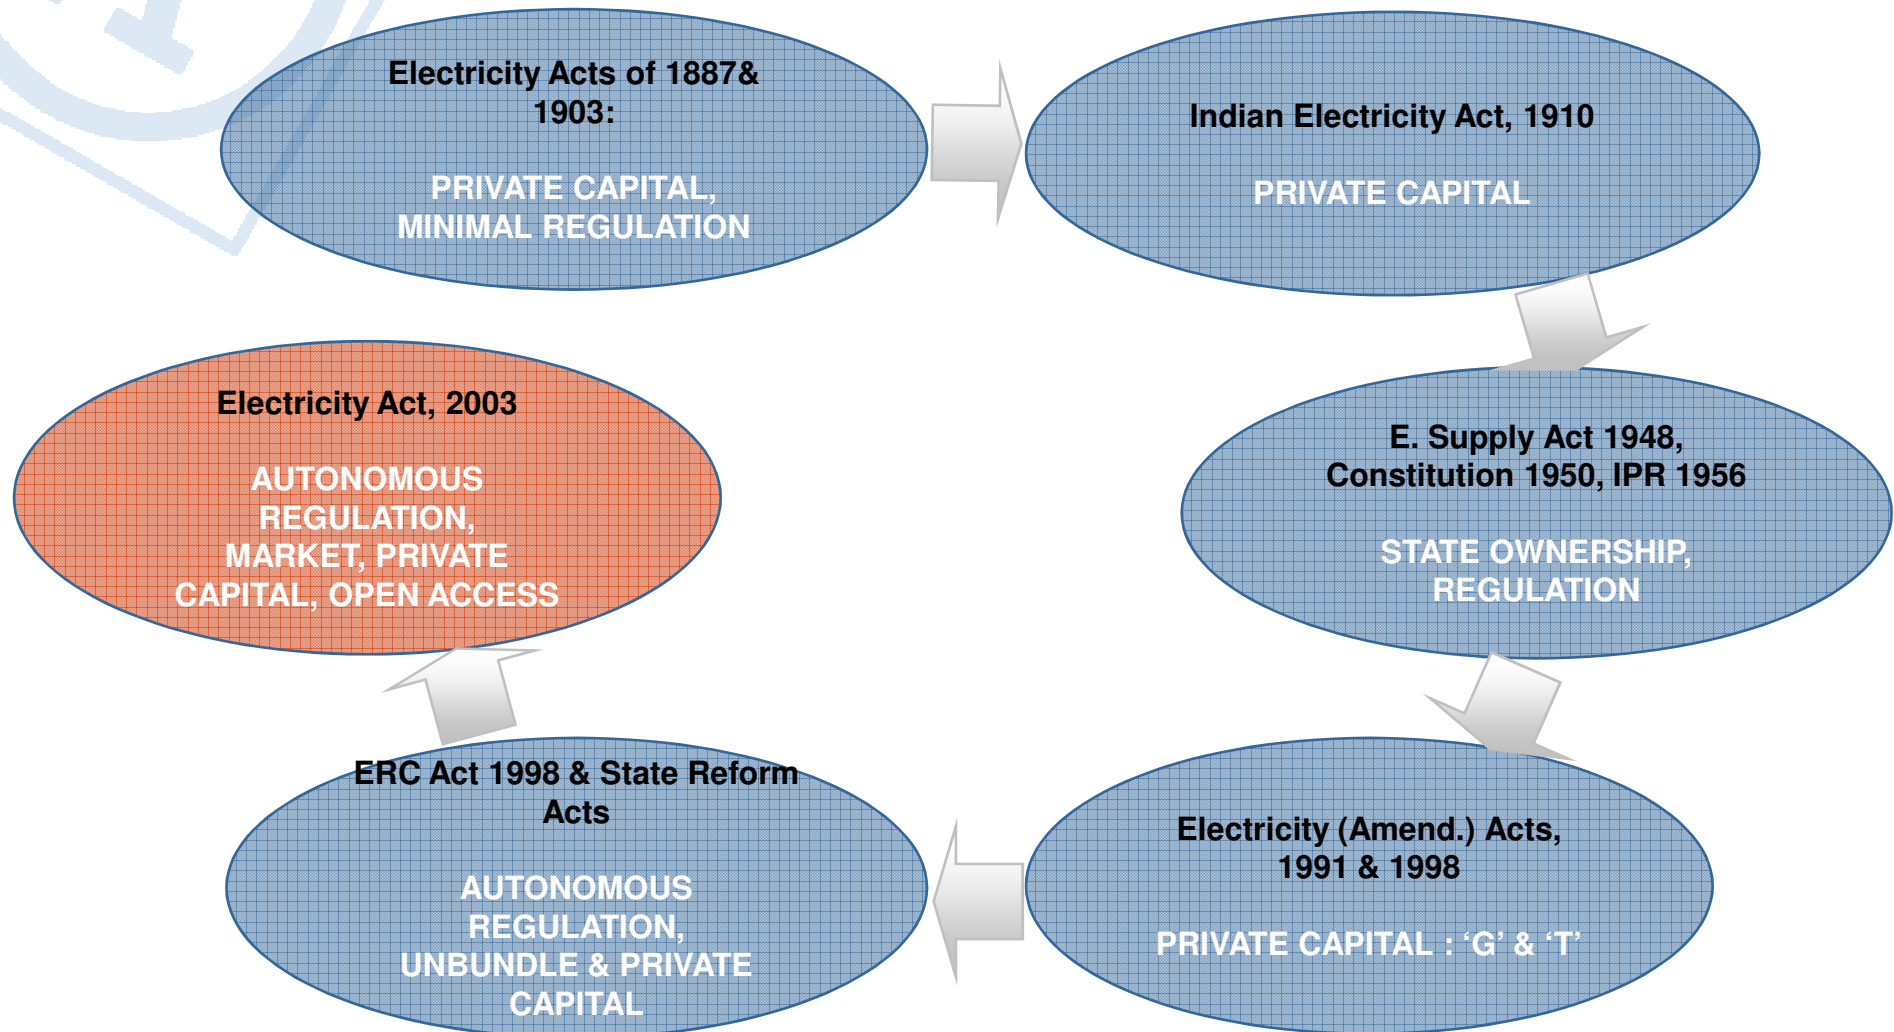 Electricity Acts of 1887&
1903:
PRIVATE CAPITAL,
MINIMAL REGULATION
Indian Electricity Act, 1910
PRIVATE CAPITAL
E. Supply Act 1948,
Constitution 1950, IPR 1956
STATE OWNERSHIP,
REGULATION
Electricity (Amend.) Acts,
1991 & 1998
PRIVATE CAPITAL : ‘G’ & ‘T’
ERC Act 1998 & State Reform
Acts
AUTONOMOUS
REGULATION,
UNBUNDLE & PRIVATE
CAPITAL
Electricity Act, 2003
AUTONOMOUS
REGULATION,
MARKET, PRIVATE
CAPITAL, OPEN ACCESS